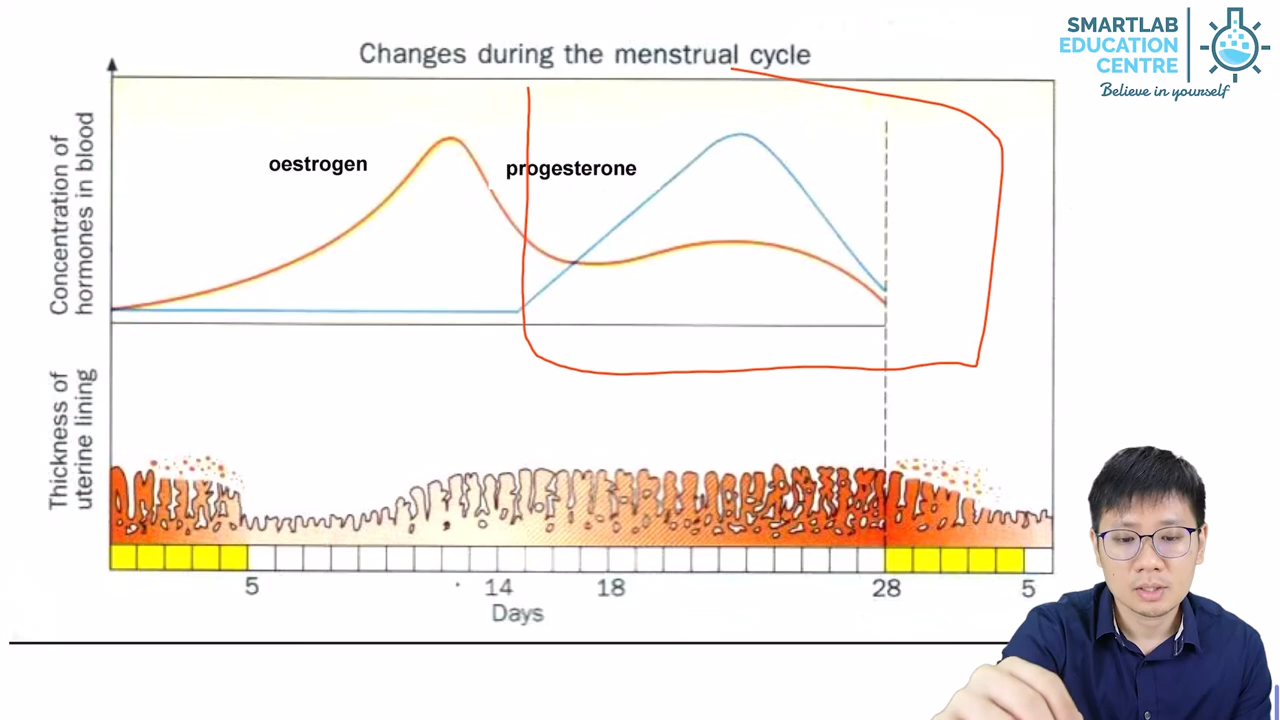 SMARTLAB
EDUCATION
CENTRE
Believe in yourself
Changes during the menstrual cycle
Concentration of
hormones in blood
oestrogen
progesterone
Thickness of
uterine lining
5
14
18
28
5
Days